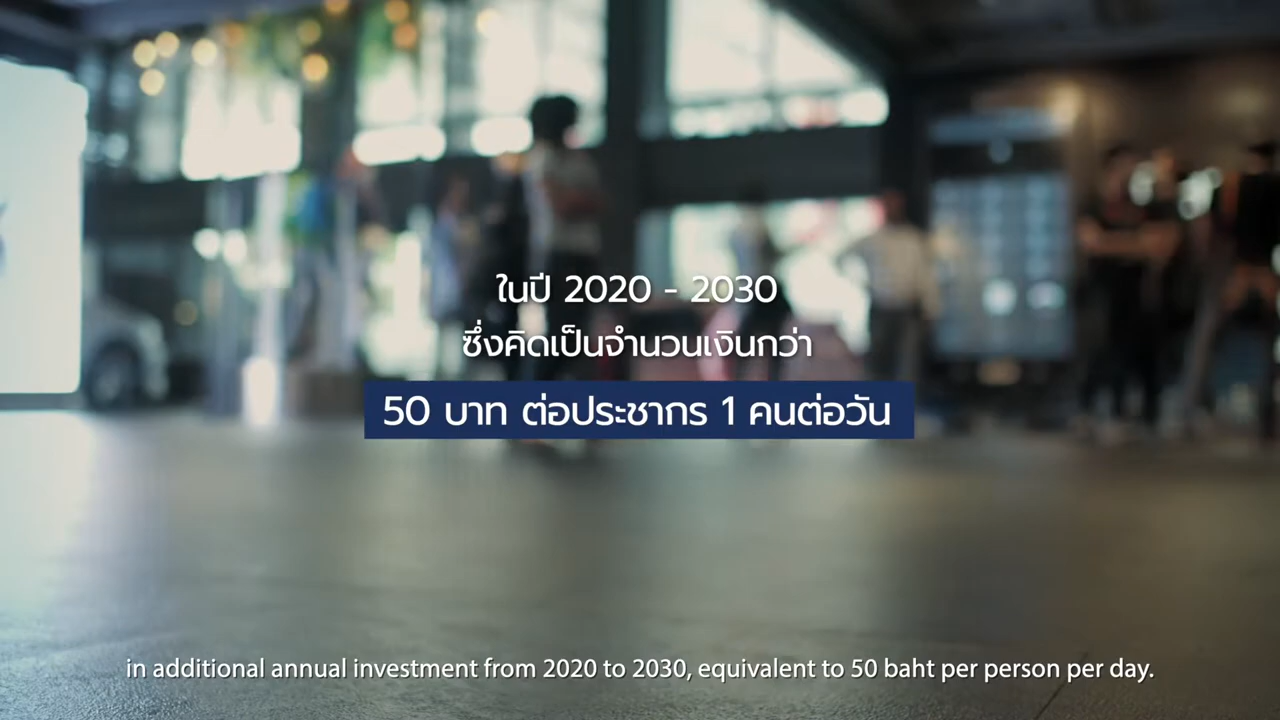 ในปี 2020 - 2030
ซึ่งคิดเป็นจำนวนเงินกว่า
50 บาท ต่อประชากร 1 คนต่อวัน
in additional annual investment from 2020 to 2030, equivalent to 50 baht per person per day.